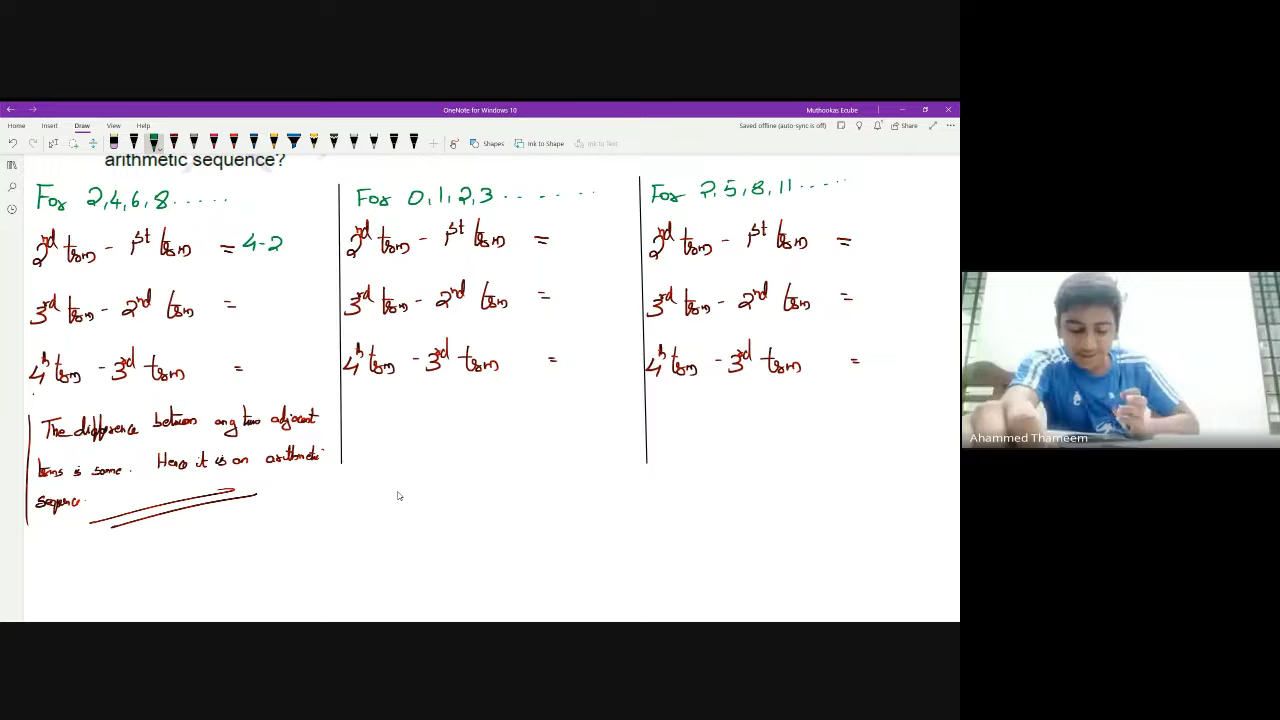 OneNote for Windows 10
Muthookas Ecube
Home Insert Draw View Help
Saved offline (auto-sync is off) Share
Shapes Ink to Shape Ink to Text
arithmetic sequence?
For 2,4,6,8.....
2nd term - 1st term = 4-2
3rd term - 2nd term =
4th term - 3rd term =
The difference between any two adjacent
terms is same. Hence it is an arithmetic
sequence.
For 0,1,2,3.......
2nd term - 1st term =
3rd term - 2nd term =
4th term - 3rd term =
For 2,5,8,11.....
2nd term - 1st term =
3rd term - 2nd term =
4th term - 3rd term =
Ahammed Thameem